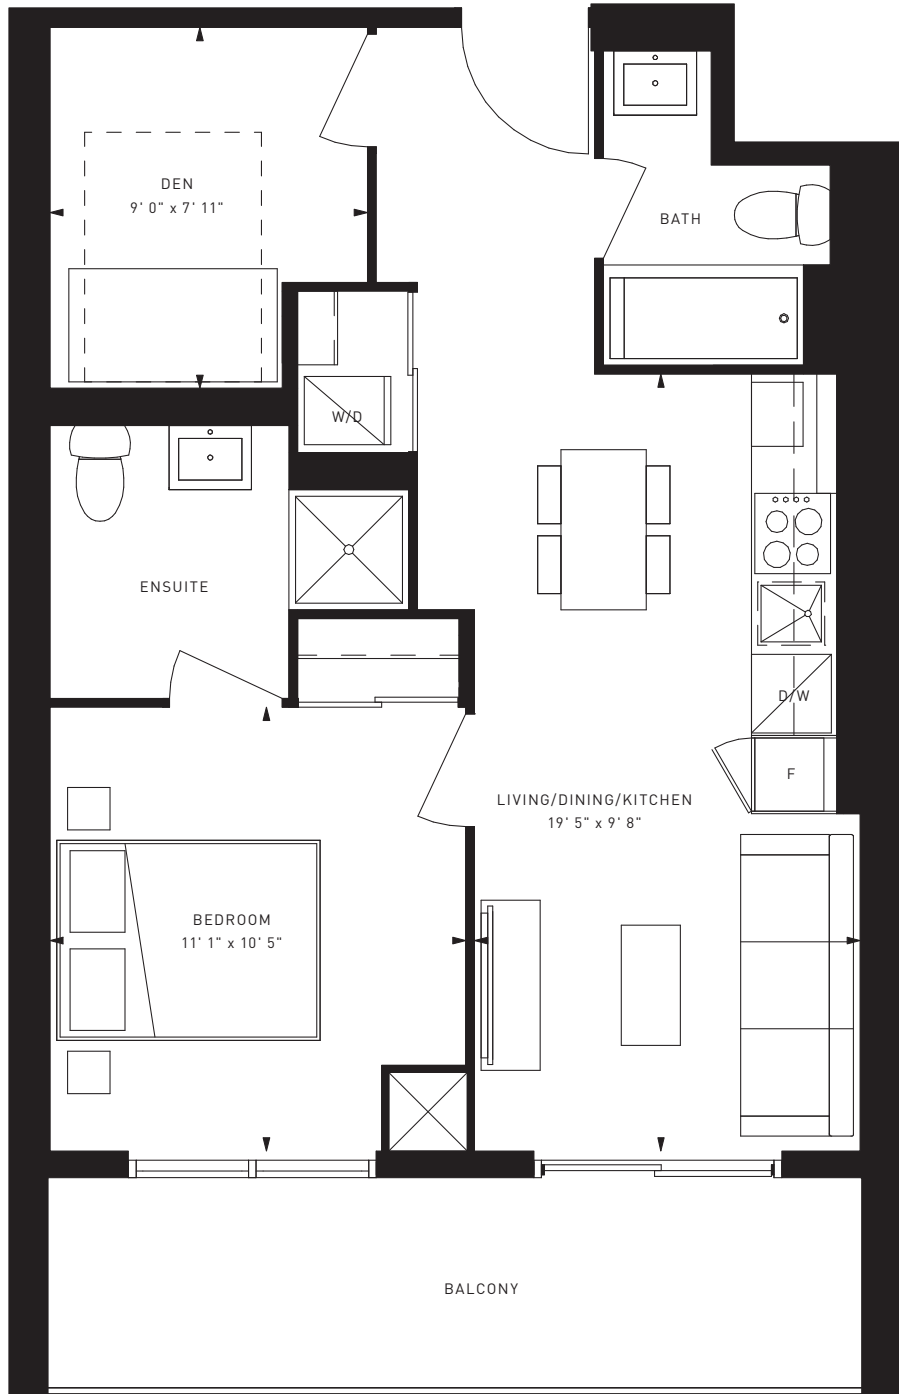 DEN
9' 0" x 7' 11"
BATH
W/D
ENSUITE
D/W
F
LIVING/DINING/KITCHEN
19' 5" x 9' 8"
BEDROOM
11' 1" x 10' 5"
BALCONY